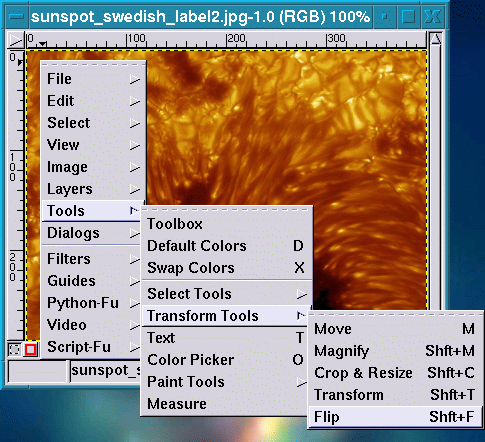 sunspot_swedish_label2.jpg-1.0 (RGB) 100%
0 100 200 300
100
200
File
Edit
Select
View
Image
Layers
Tools
Dialogs
Filters
Guides
Python-Fu
Video
Script-Fu
Toolbox
Default Colors D
Swap Colors X
Select Tools
Transform Tools
Text T
Color Picker O
Paint Tools
Measure
Move M
Magnify Shft+M
Crop & Resize Shft+C
Transform Shft+T
Flip Shft+F
sunspot_s